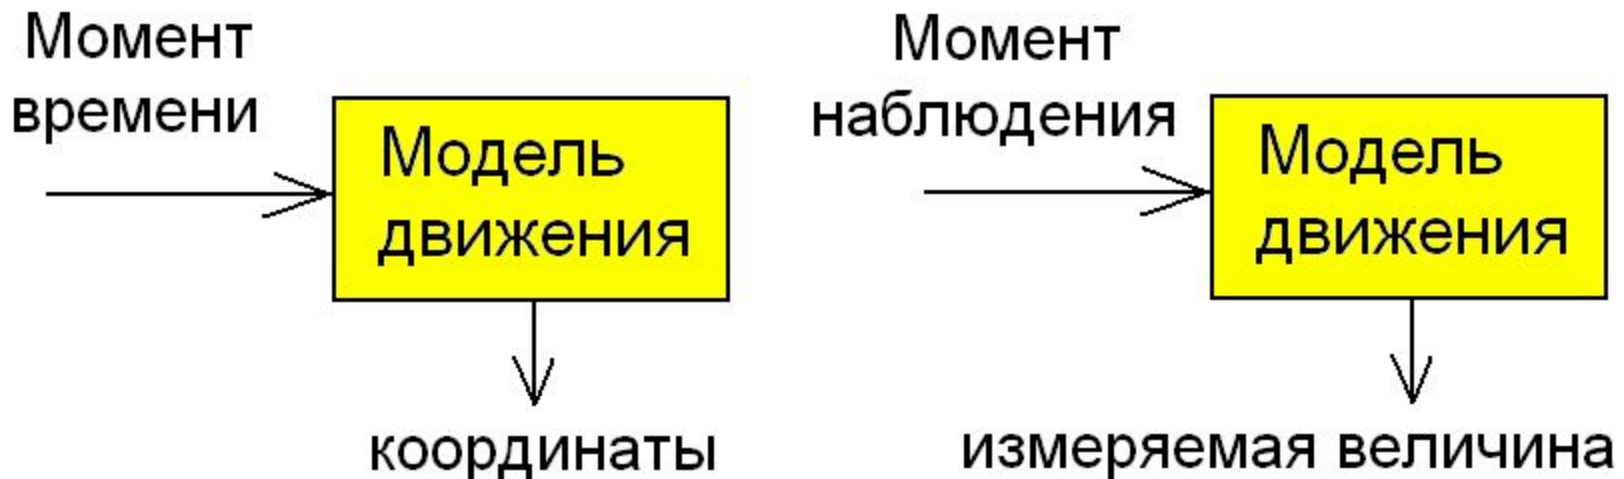 Момент
времени
Модель
движения
координаты
Момент
наблюдения
Модель
движения
измеряемая величина